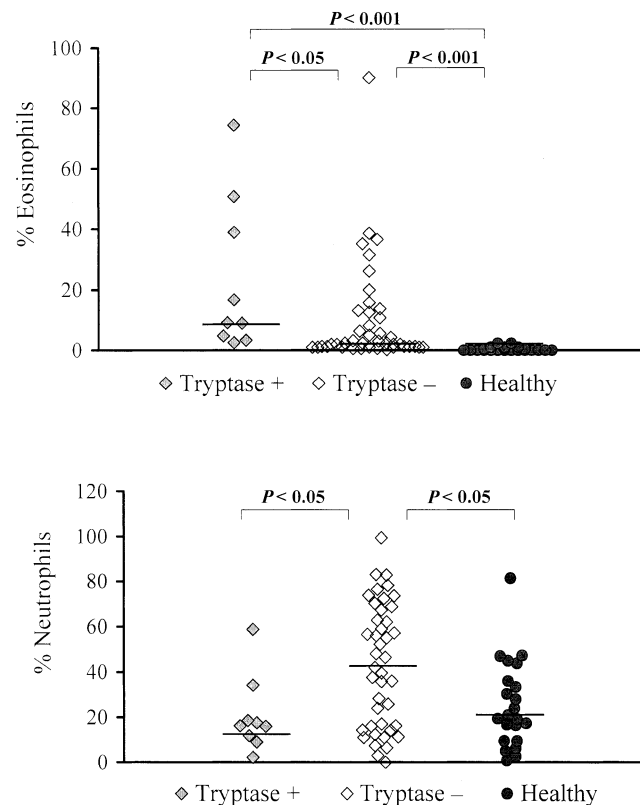 P < 0.001
P < 0.05
P < 0.001
% Eosinophils
100
80
60
40
20
0
Tryptase + Tryptase – Healthy
P < 0.05
P < 0.05
% Neutrophils
120
100
80
60
40
20
0
Tryptase + Tryptase – Healthy